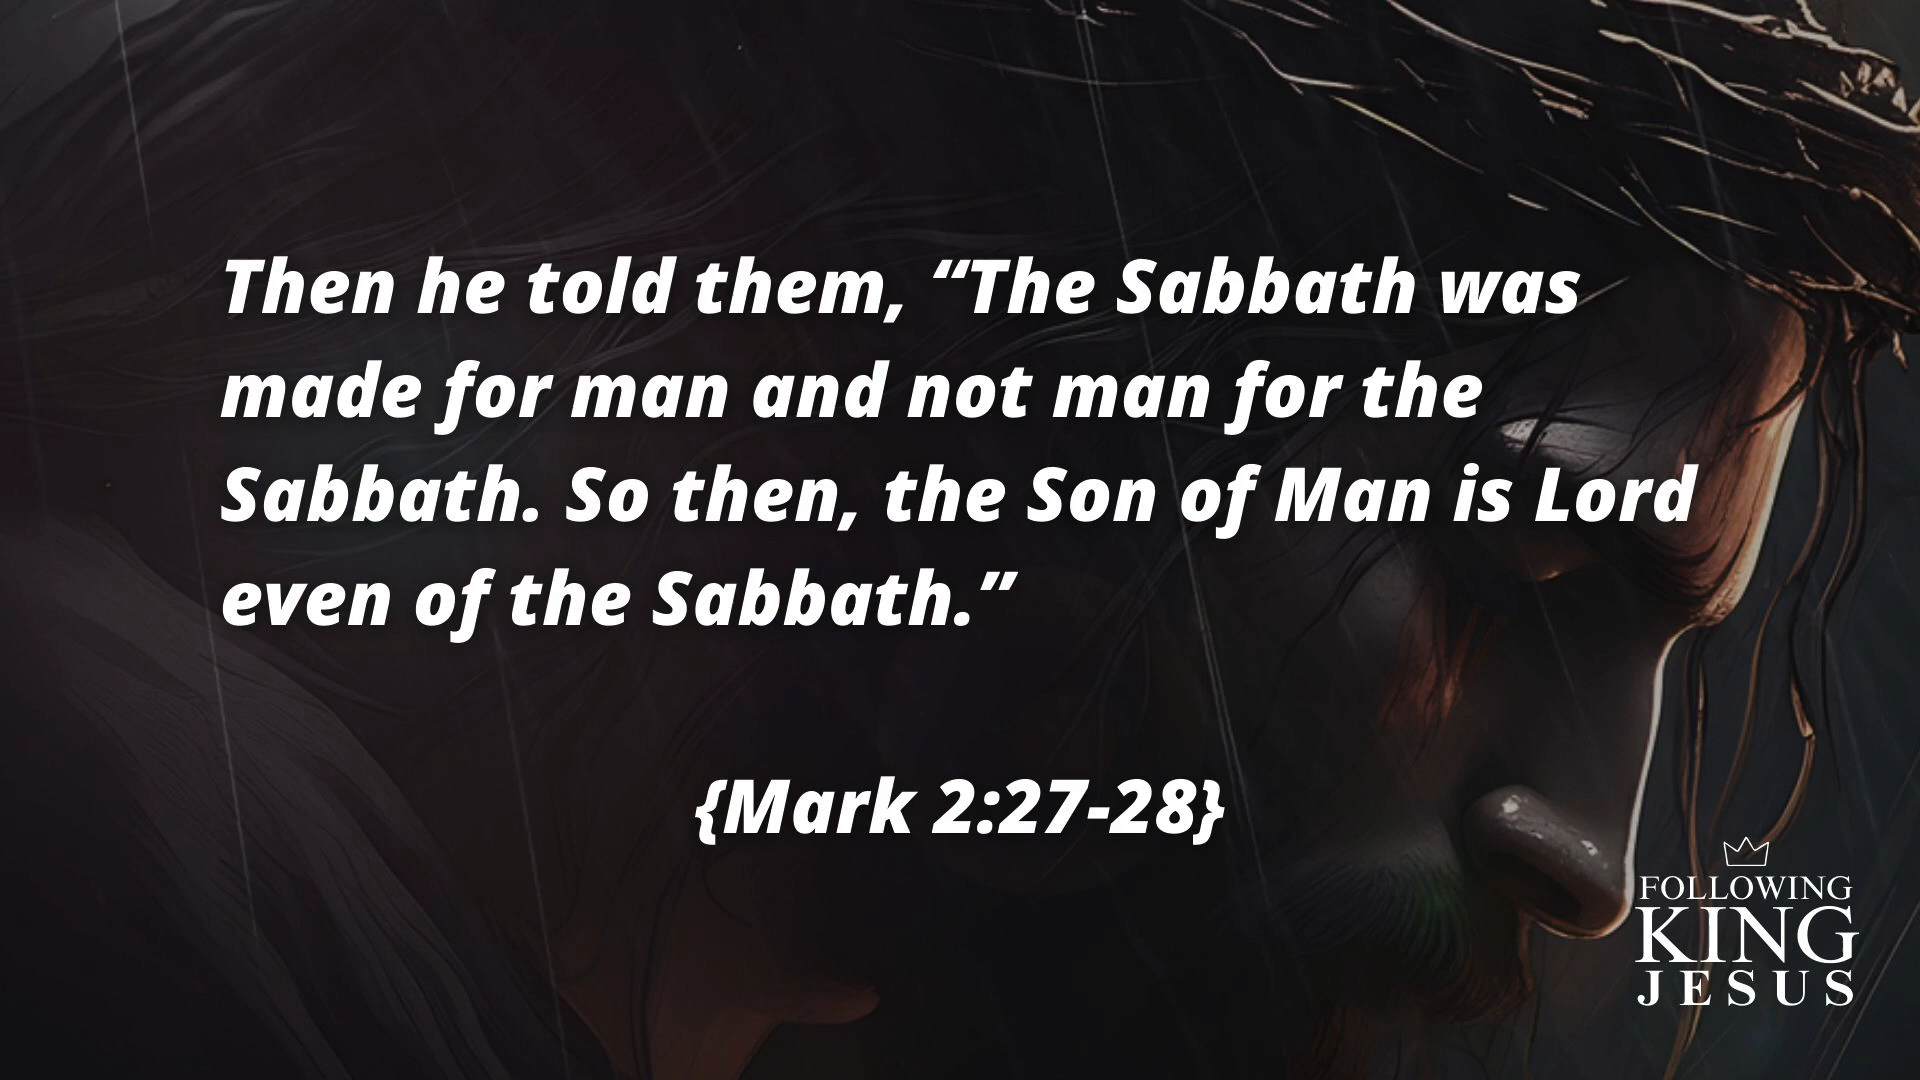 Then he told them, “The Sabbath was
made for man and not man for the
Sabbath. So then, the Son of Man is Lord
even of the Sabbath.”
{Mark 2:27-28}
FOLLOWING
KING
JESUS